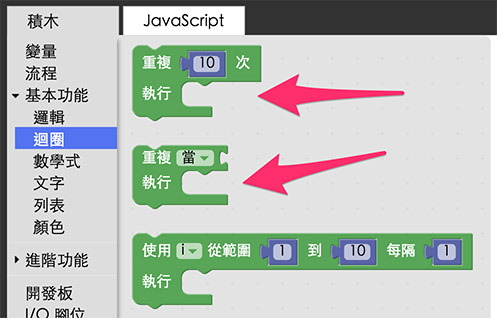 積木
JavaScript
變量
流程
基本功能
邏輯
迴圈
數學式
文字
列表
顏色
進階功能
開發板
I/O 腳位
重複 10 次
執行
重複 當
執行
使用 i 從範圍 1 到 10 每隔 1
執行